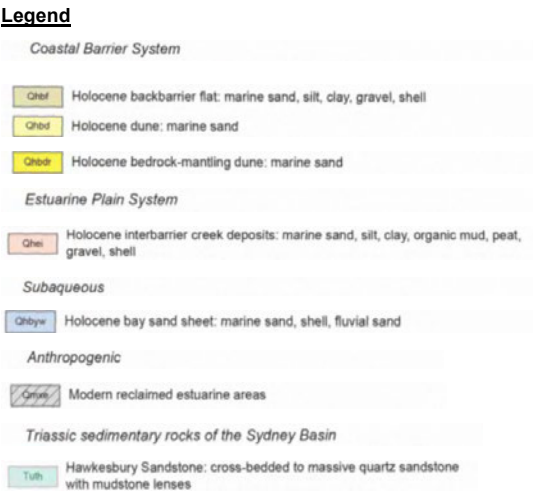 Legend
Coastal Barrier System
Qhbf Holocene backbarrier flat: marine sand, silt, clay, gravel, shell
Qhbd Holocene dune: marine sand
Qhbdr Holocene bedrock-mantling dune: marine sand
Estuarine Plain System
Qhei Holocene interbarrier creek deposits: marine sand, silt, clay, organic mud, peat,
gravel, shell
Subaqueous
Qhbyw Holocene bay sand sheet: marine sand, shell, fluvial sand
Anthropogenic
Modern reclaimed estuarine areas
Triassic sedimentary rocks of the Sydney Basin
Tuth Hawkesbury Sandstone: cross-bedded to massive quartz sandstone
with mudstone lenses